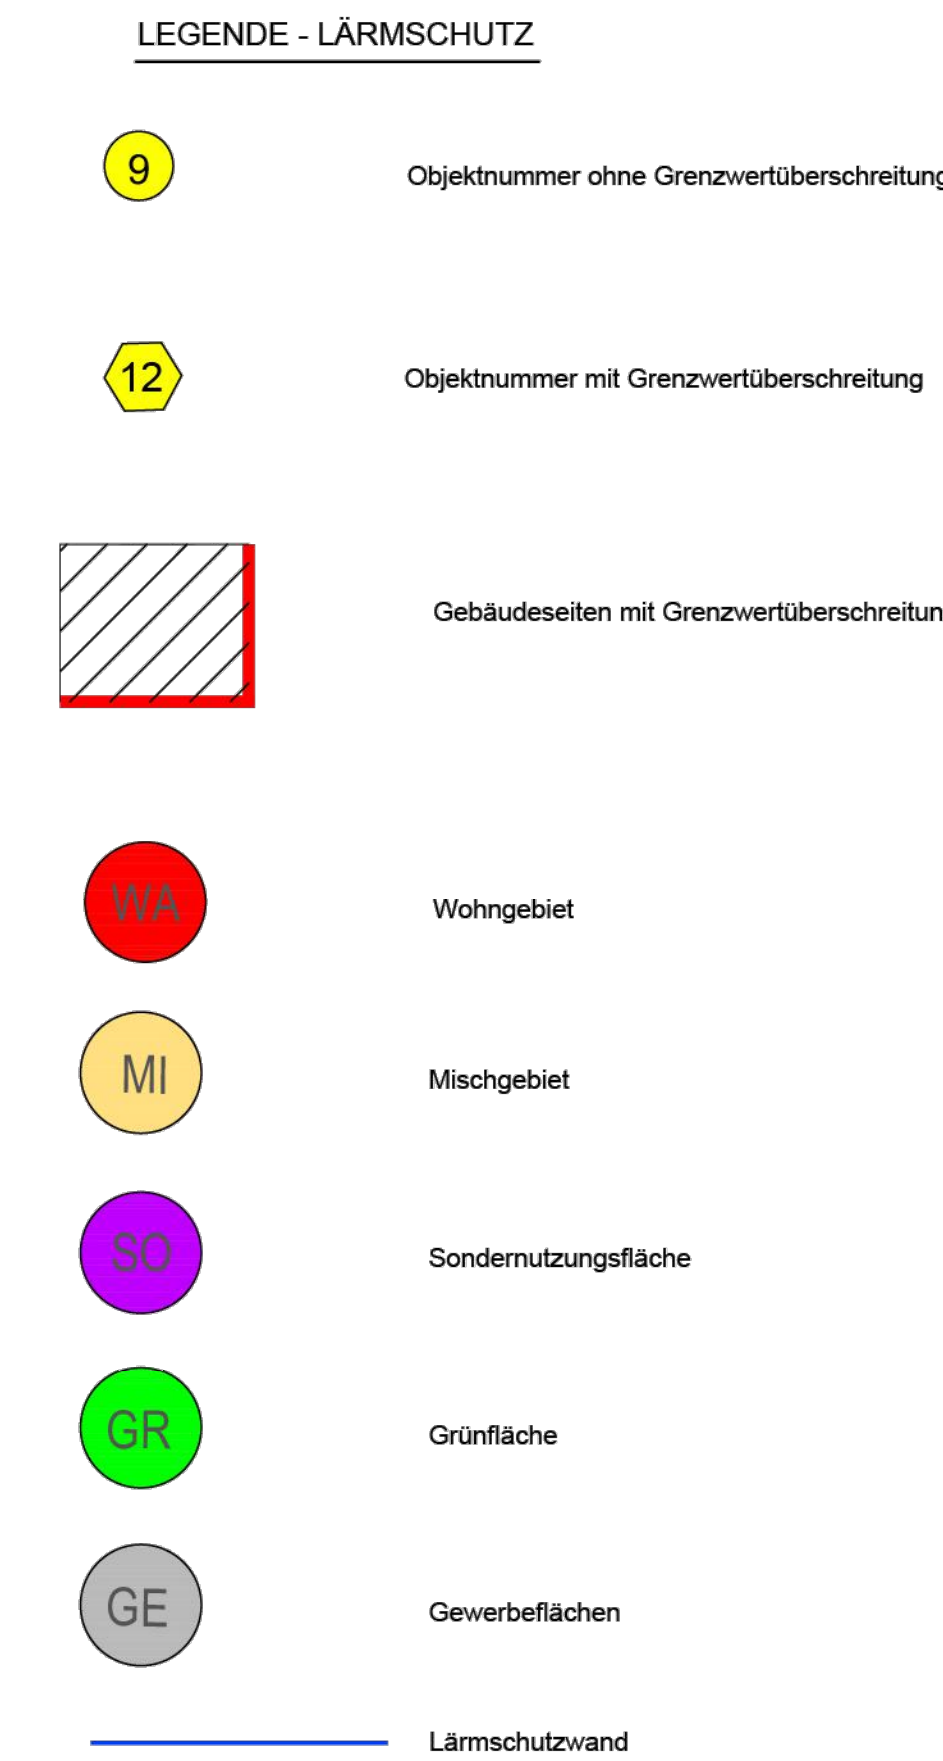 LEGENDE - LÄRMSCHUTZ
9 Objektnummer ohne Grenzwertüberschreitung
12 Objektnummer mit Grenzwertüberschreitung
Gebäudeseiten mit Grenzwertüberschreitun
WA Wohngebiet
MI Mischgebiet
SO Sondernutzungsfläche
GR Grünfläche
GE Gewerbeflächen
Lärmschutzwand